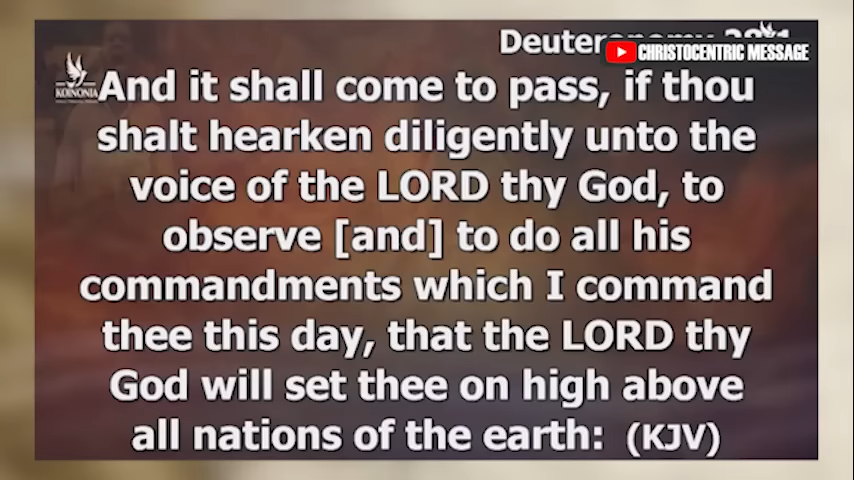 Deuteronomy 28:1
CHRISTOCENTRIC MESSAGE
KOINONIA
And it shall come to pass, if thou
shalt hearken diligently unto the
voice of the LORD thy God, to
observe [and] to do all his
commandments which I command
thee this day, that the LORD thy
God will set thee on high above
all nations of the earth: (KJV)